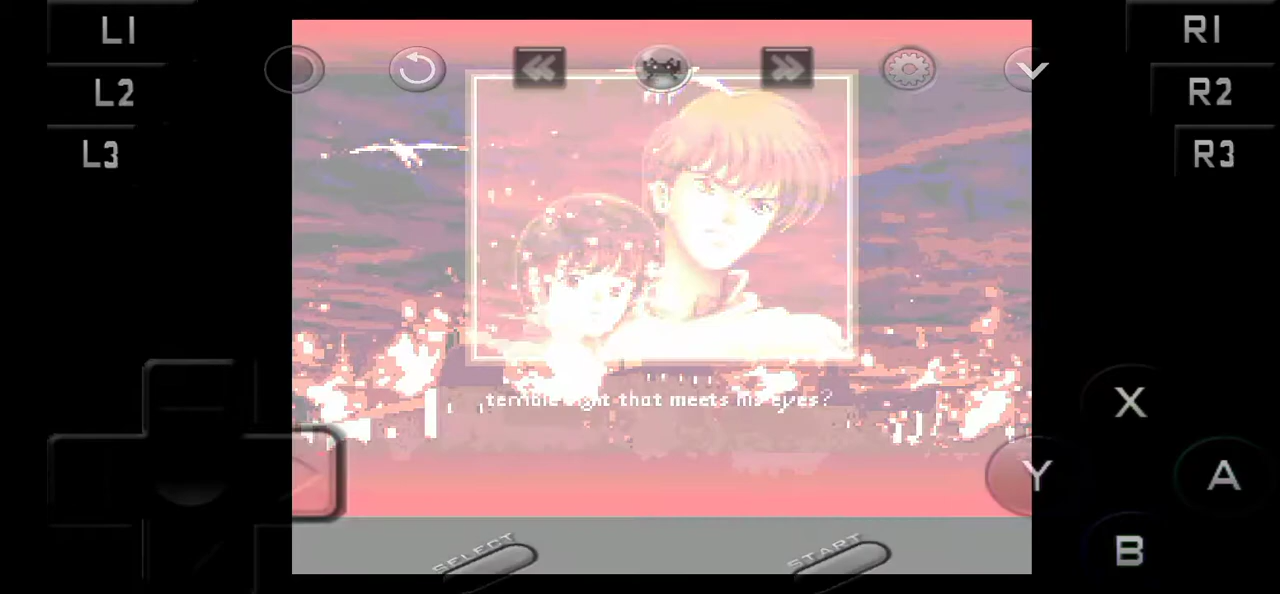 L1
R1
L2
R2
L3
R3
terrible sight that meets his eyes?
X
Y
A
B
SELECT
START